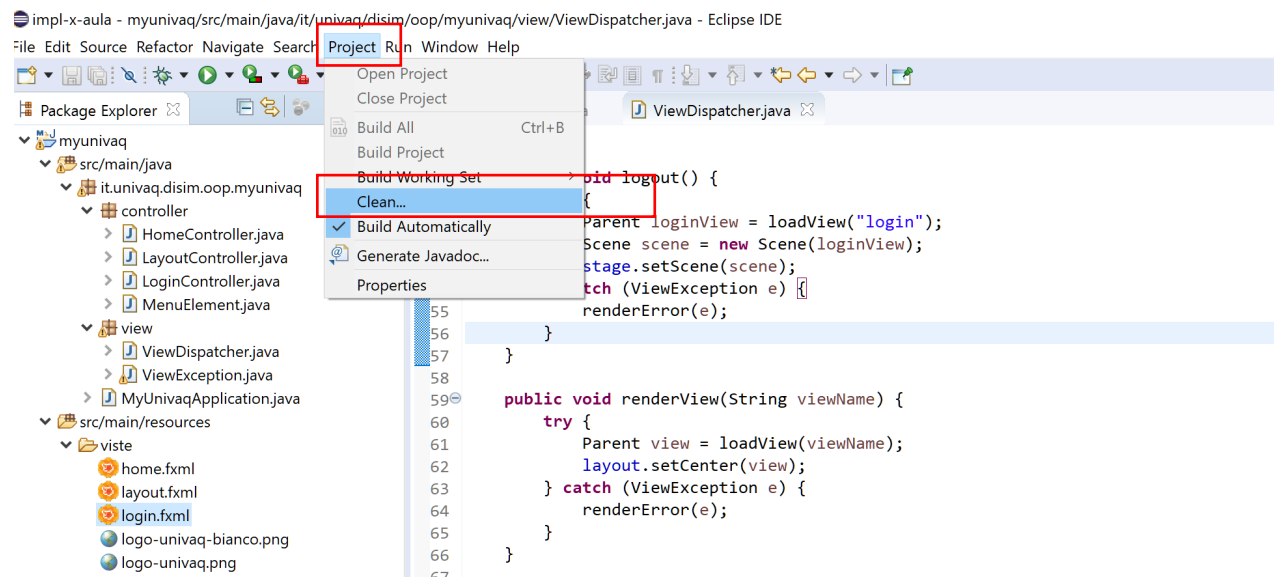 impl-x-aula - myunivaq/src/main/java/it/univaq/disim/oop/myunivaq/view/ViewDispatcher.java - Eclipse IDE
File Edit Source Refactor Navigate Search Project Run Window Help
Package Explorer
ViewDispatcher.java
Open Project
Close Project
Build All Ctrl+B
Build Project
Build Working Set
Clean...
Build Automatically
Generate Javadoc...
Properties
myunivaq
src/main/java
it.univaq.disim.oop.myunivaq
controller
HomeController.java
LayoutController.java
LoginController.java
MenuElement.java
view
ViewDispatcher.java
ViewException.java
MyUnivaqApplication.java
src/main/resources
viste
home.fxml
layout.fxml
login.fxml
logo-univaq-bianco.png
logo-univaq.png
oid logout() {
{
Parent loginView = loadView("login");
Scene scene = new Scene(loginView);
stage.setScene(scene);
tch (ViewException e) {
55 renderError(e);
56 }
57 }
58
59 public void renderView(String viewName) {
60 try {
61 Parent view = loadView(viewName);
62 layout.setCenter(view);
63 } catch (ViewException e) {
64 renderError(e);
65 }
66 }
67